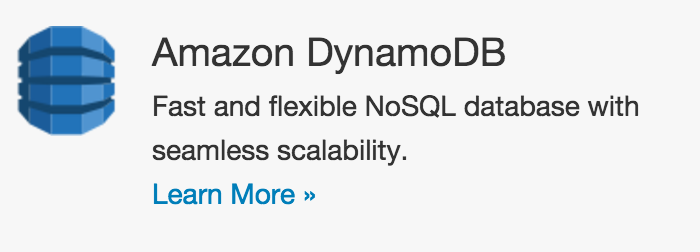 Amazon DynamoDB
Fast and flexible NoSQL database with
seamless scalability.
Learn More »